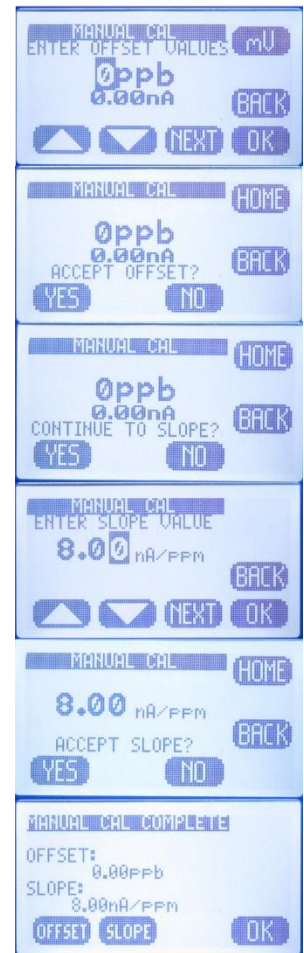 MANUAL CAL
ENTER OFFSET VALUES mV
0ppb
0.00nA
BACK
NEXT OK
MANUAL CAL
HOME
0ppb
0.00nA
BACK
ACCEPT OFFSET?
YES NO
MANUAL CAL
HOME
0ppb
0.00nA
BACK
CONTINUE TO SLOPE?
YES NO
MANUAL CAL
ENTER SLOPE VALUE
8.00 nA/ppm
BACK
NEXT OK
MANUAL CAL
HOME
8.00 nA/ppm
BACK
ACCEPT SLOPE?
YES NO
MANUAL CAL COMPLETE
OFFSET:
0.00ppb
SLOPE:
8.00nA/ppm
OFFSET SLOPE OK